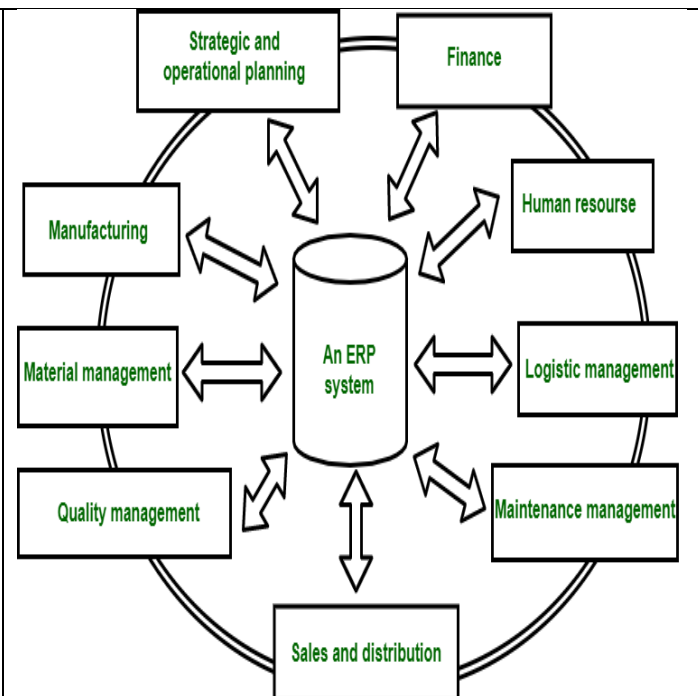 Strategic and
operational planning
Finance
Human resourse
Manufacturing
An ERP
system
Material management
Logistic management
Quality management
Maintenance management
Sales and distribution